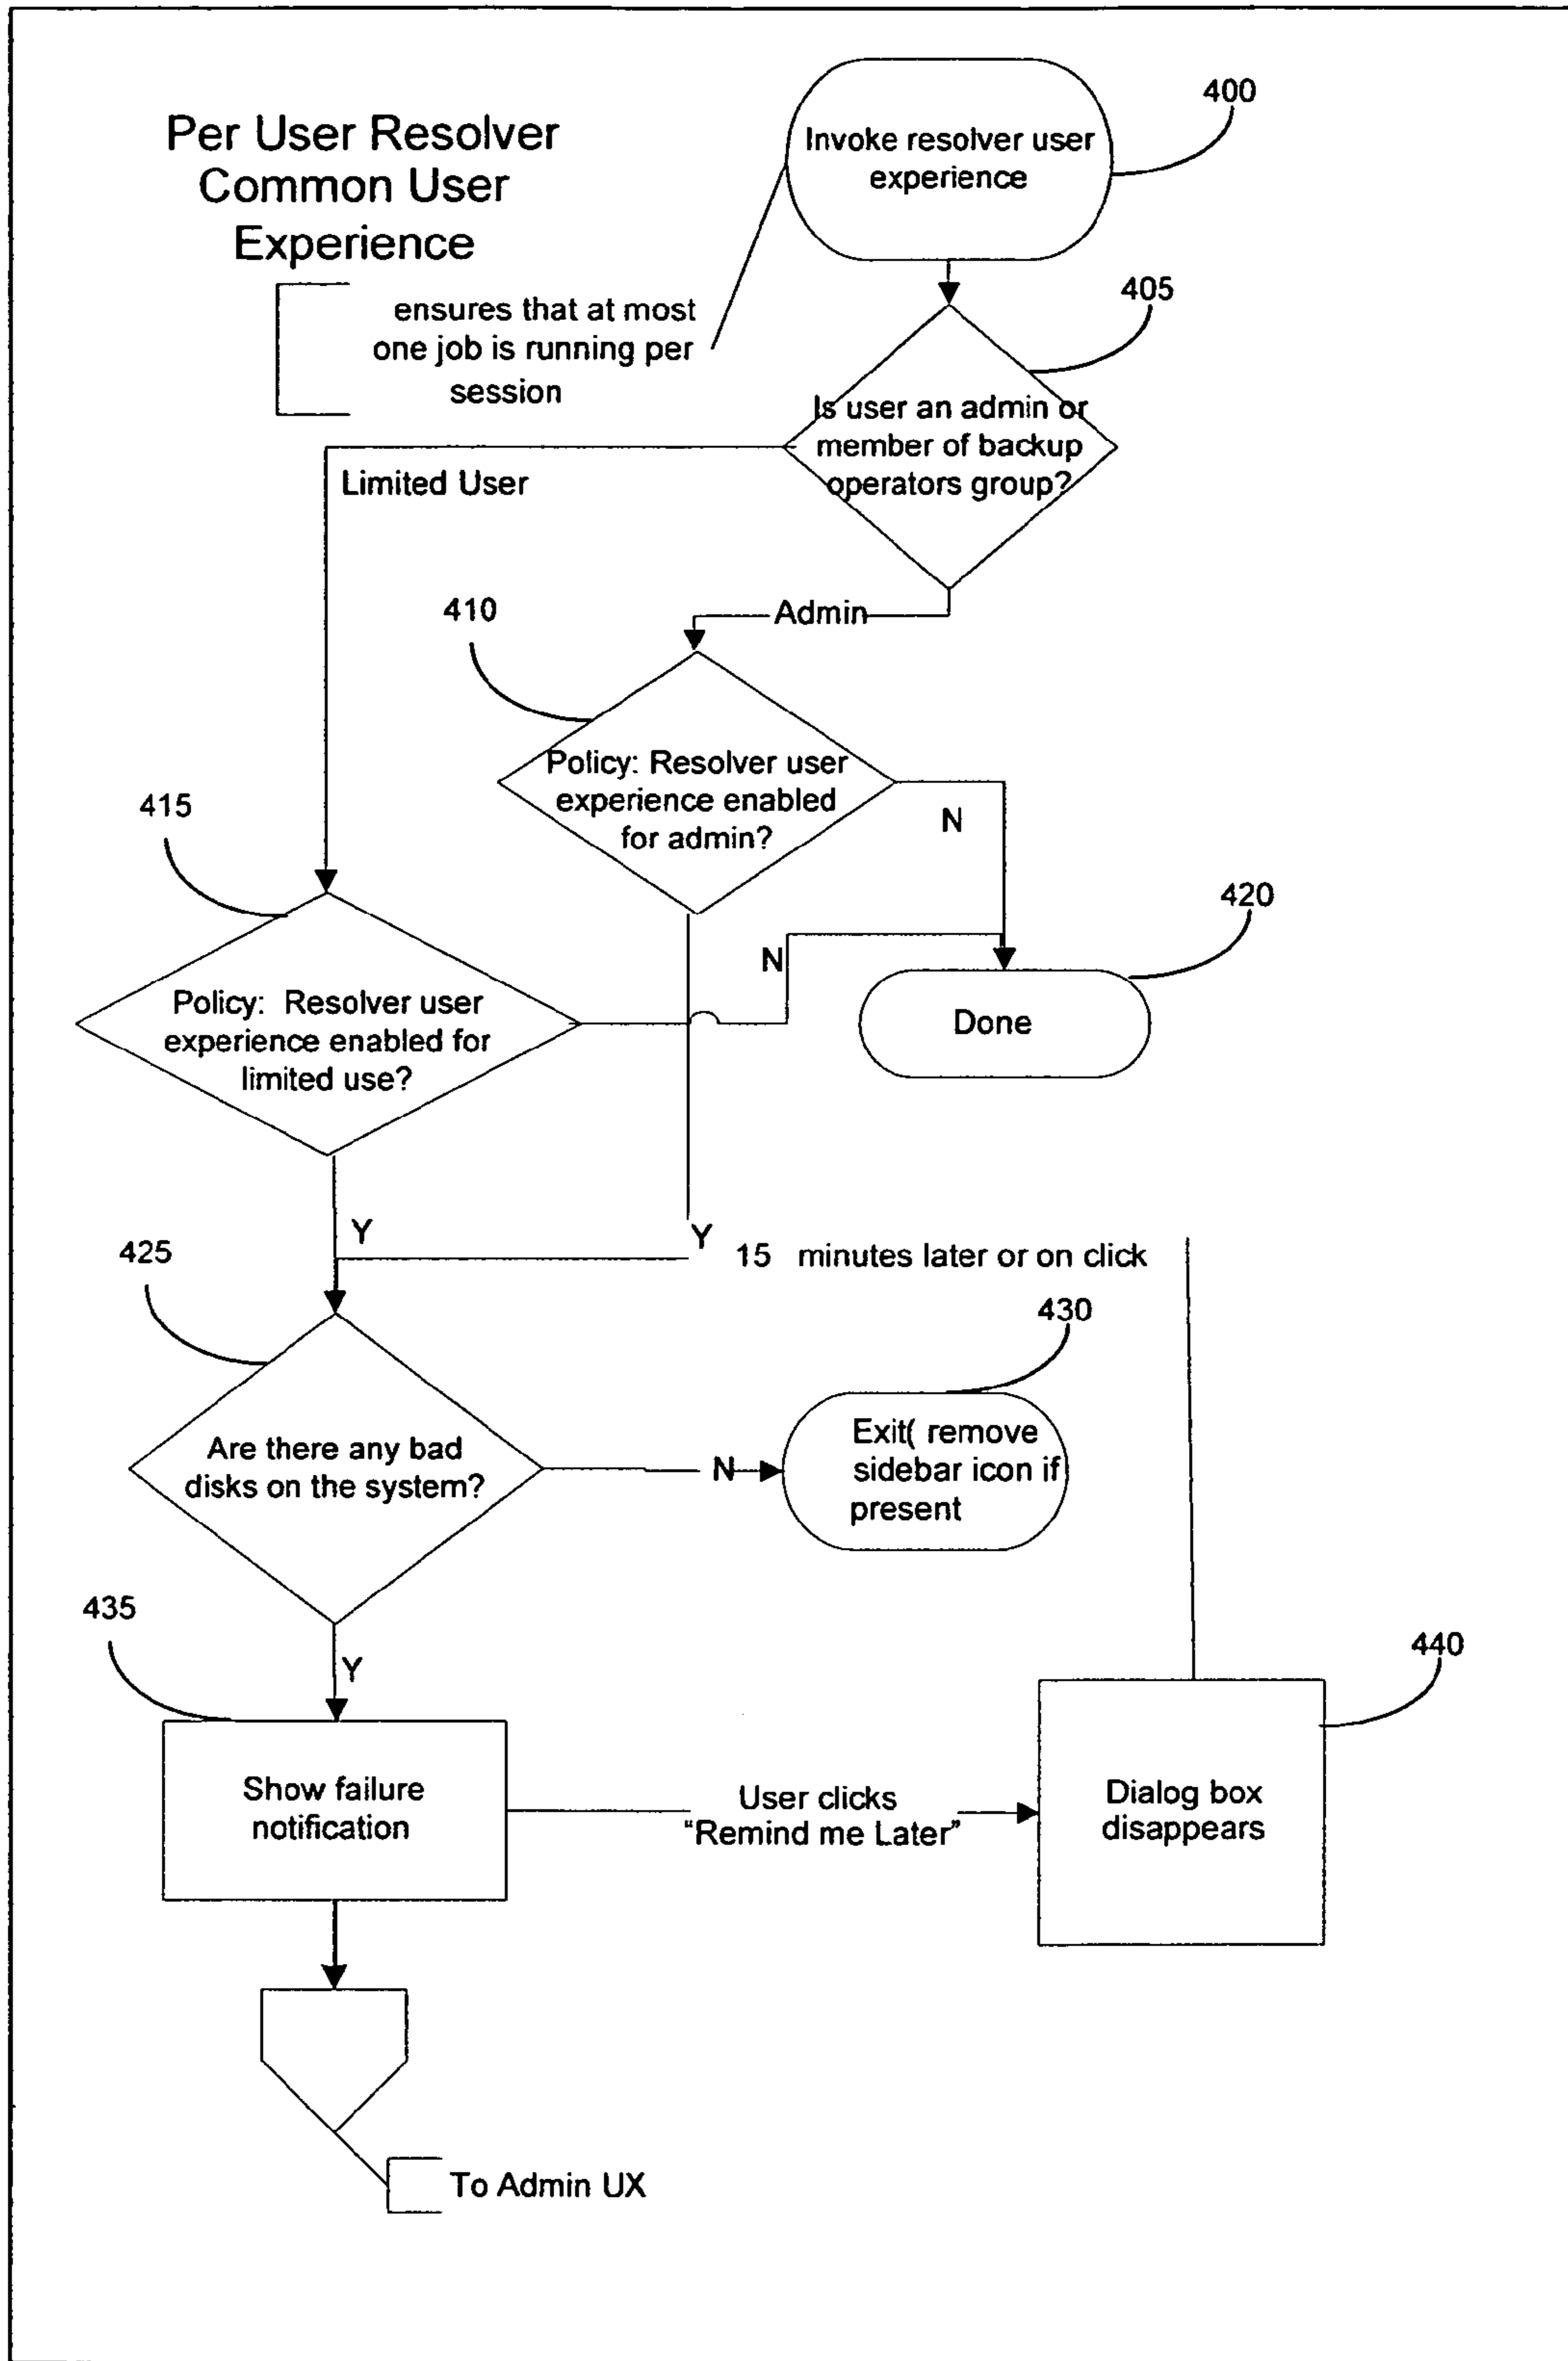 Per User Resolver
Common User
Experience
400
Invoke resolver user
experience
ensures that at most
one job is running per
session
405
Is user an admin or
member of backup
operators group?
Limited User
410
Admin
Policy: Resolver user
experience enabled
for admin?
N
415
420
N
Policy:  Resolver user
experience enabled for
limited use?
Done
Y
Y
15   minutes later or on click
425
430
Are there any bad
disks on the system?
N
Exit( remove
sidebar icon if
present
435
Y
440
Show failure
notification
User clicks
“Remind me Later”
Dialog box
disappears
To Admin UX